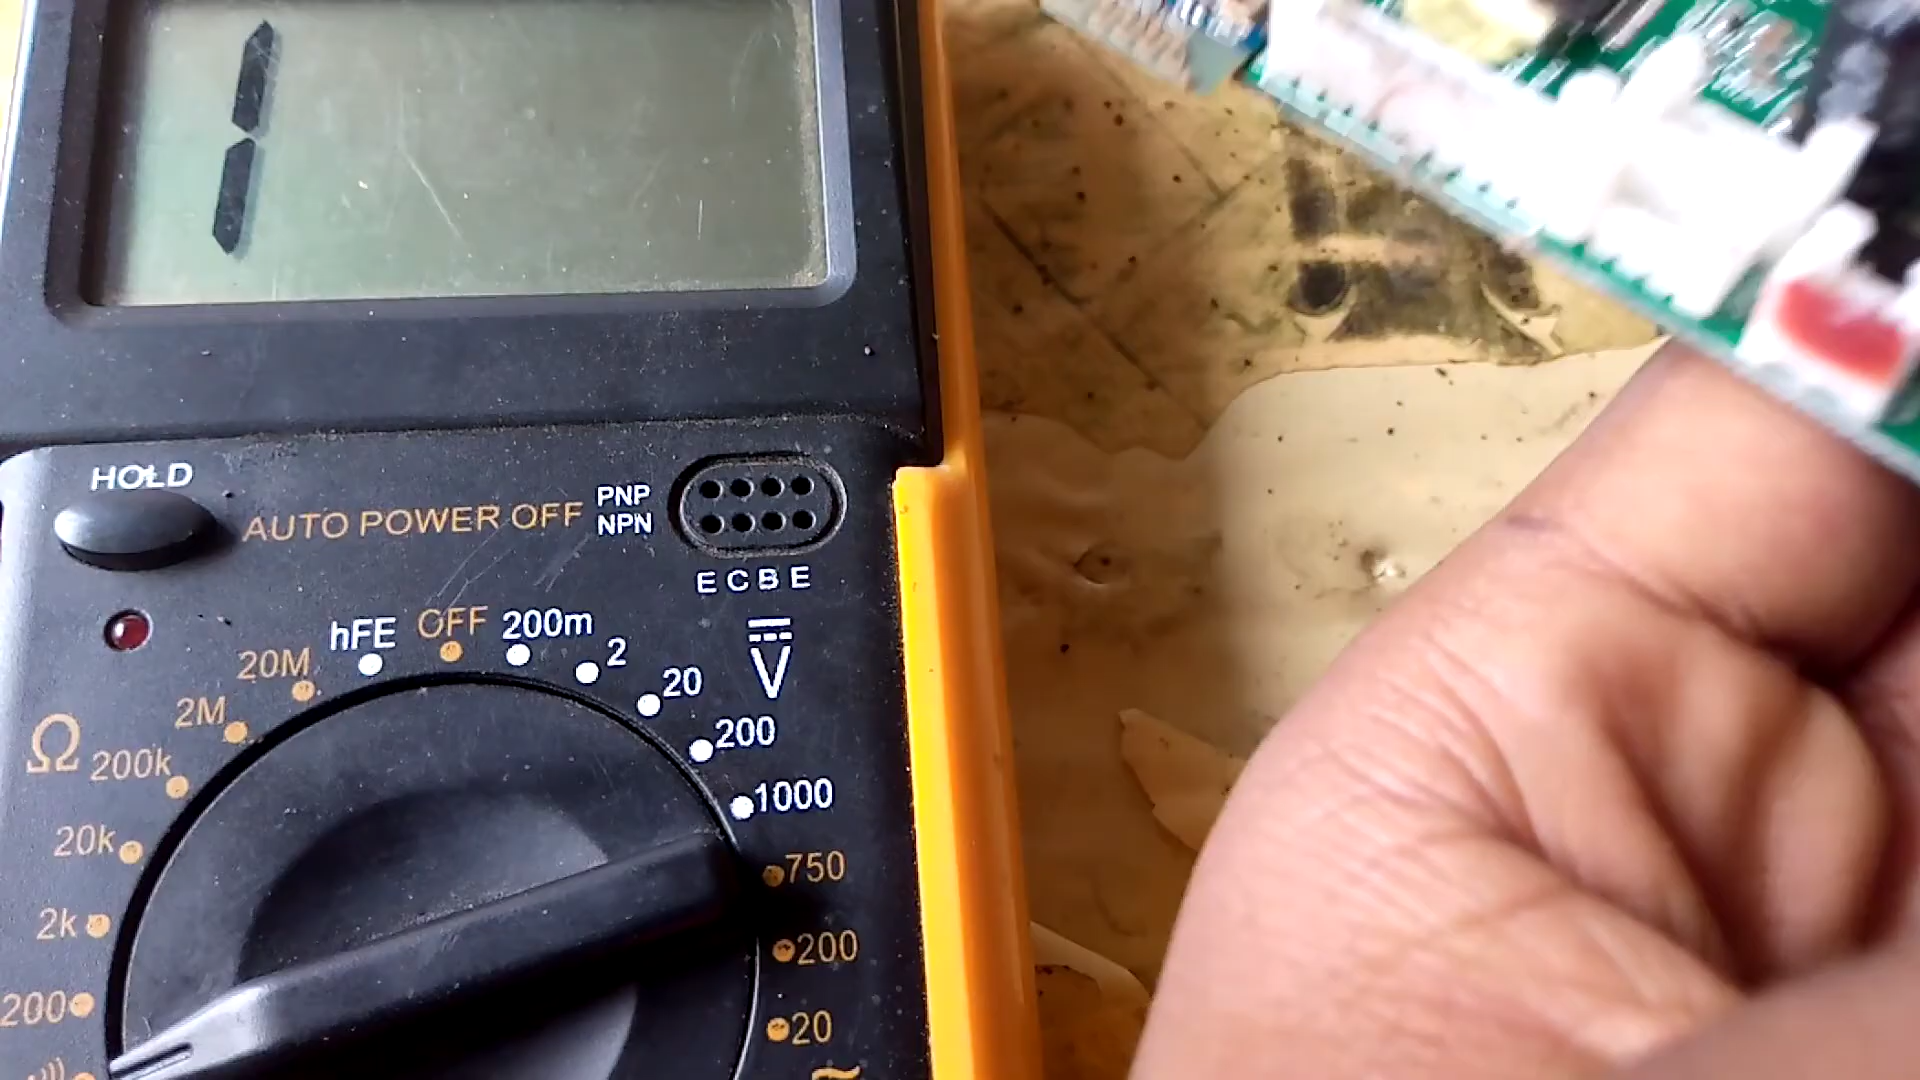 1
HOLD
AUTO POWER OFF
PNP
NPN
E C B E
hFE
OFF
200m
2
20
200
1000
V
750
200
20
20M
2M
Ω
200k
20k
2k
200